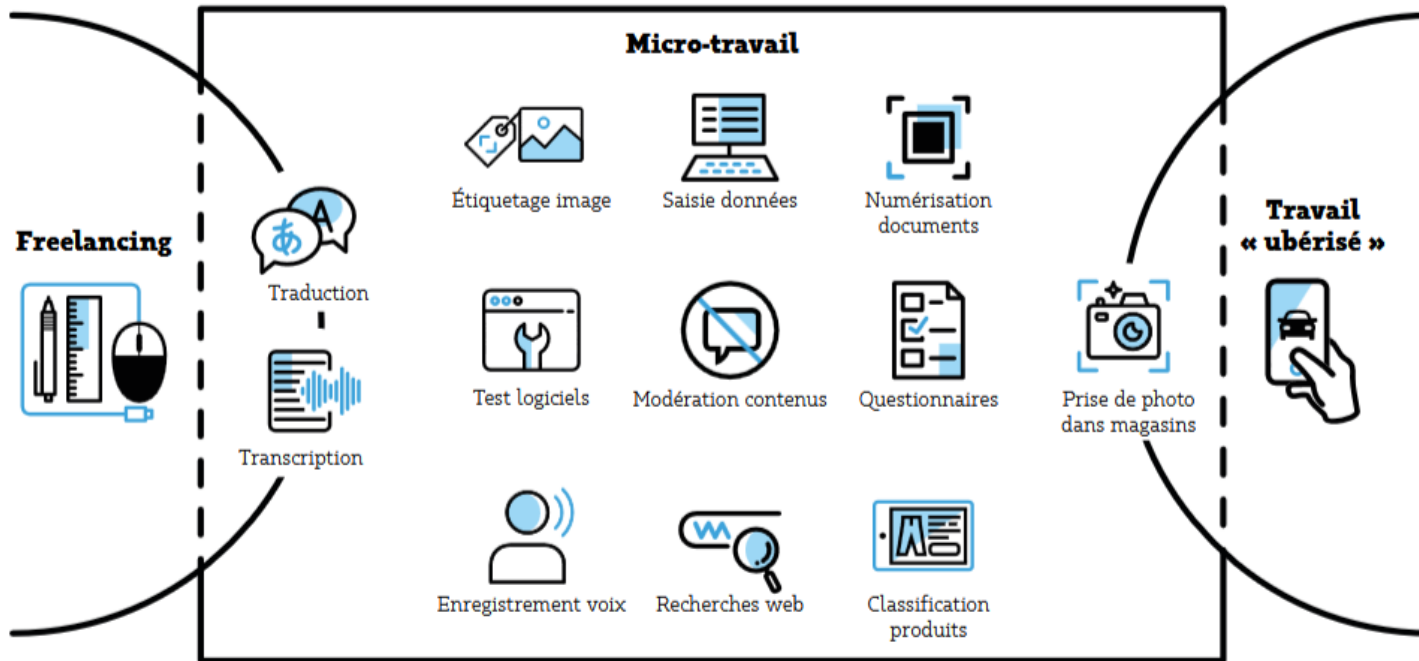 Micro-travail
Étiquetage image
Saisie données
Numérisation
documents
Freelancing
A
あ
Traduction
Travail
« ubérisé »
Test logiciels
Modération contenus
Questionnaires
Prise de photo
dans magasins
Transcription
Enregistrement voix
Recherches web
Classification
produits